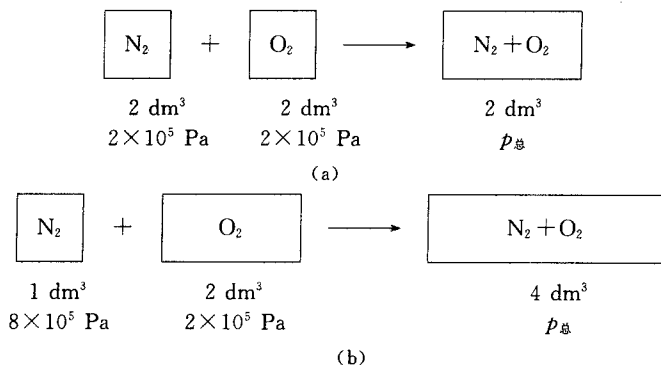 N₂ + O₂ ⟶ N₂+O₂
2 dm³ 2 dm³ 2 dm³
2×10⁵ Pa 2×10⁵ Pa p总
(a)
N₂ + O₂ ⟶ N₂+O₂
1 dm³ 2 dm³ 4 dm³
8×10⁵ Pa 2×10⁵ Pa p总
(b)